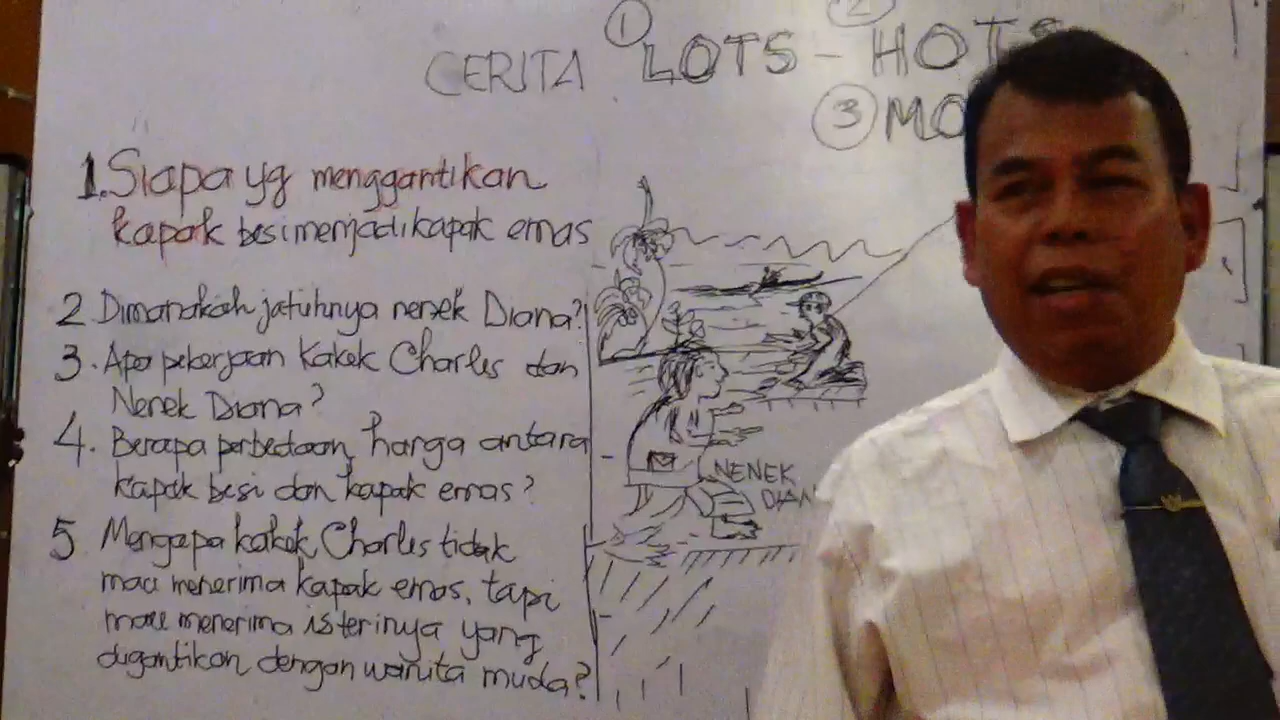 ① ②
CERITA LOTS - HOTS
③ MO
1. Siapa yg menggantikan
kapak besi menjadi kapak emas
2 Dimanakah jatuhnya nenek Diana?
3. Apa pekerjaan Kakek Charles dan
Nenek Diana?
4. Berapa perbedaan harga antara
kapak besi dan kapak emas?
5 Mengapa kakek Charles tidak
mau menerima kapak emas, tapi
mau menerima isterinya yang
digantikan dengan wanita muda?
NENEK
DIAN